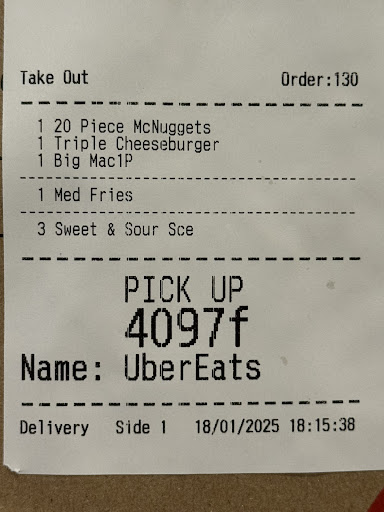 Take Out Order:130
1 20 Piece McNuggets
1 Triple Cheeseburger
1 Big Mac1P
1 Med Fries
3 Sweet & Sour Sce
PICK UP
4097f
Name: UberEats
Delivery Side 1 18/01/2025 18:15:38